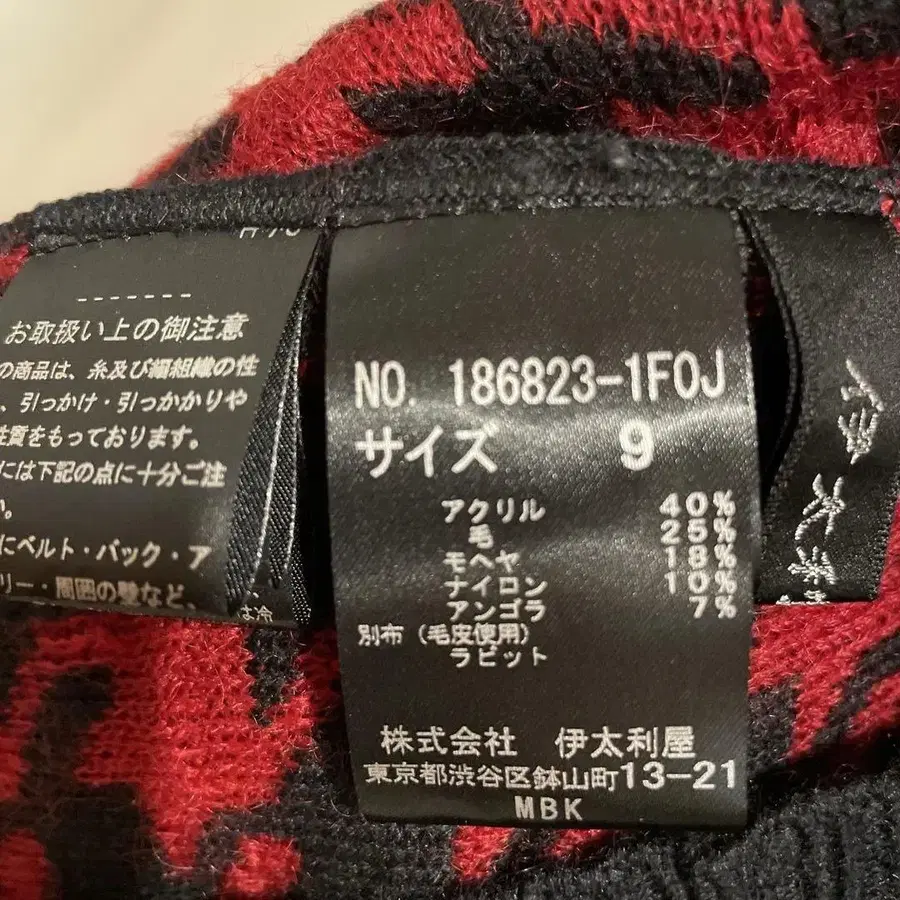 お取扱い上の御注意
の商品は、糸及び細組織の性
、引っかけ・引っかかりや
性質をもっております。
には下記の点に十分ご注
。
にベルト・バック・ア
リー・周囲の壁など、
は冷
NO. 186823-1F0J
サイズ 9
アクリル 40%
毛 25%
モヘヤ 18%
ナイロン 10%
アンゴラ 7%
別布(毛皮使用)
ラビット
株式会社 伊太利屋
東京都渋谷区鉢山町13-21
MBK